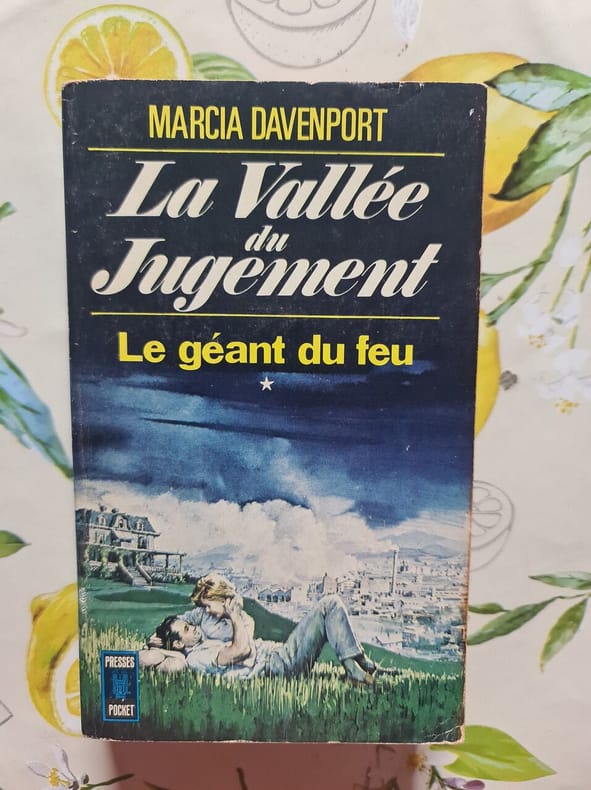 MARCIA DAVENPORT
La Vallée
du
Jugement
Le géant du feu
PRESSES
POCKET